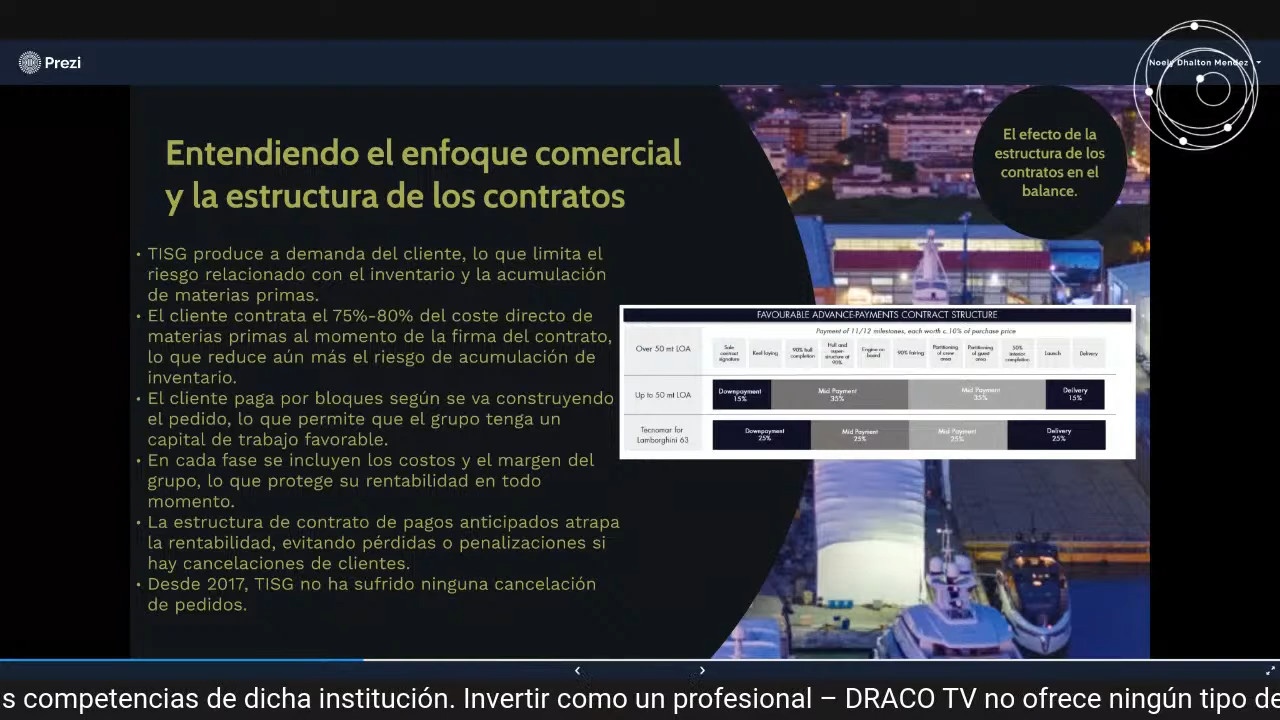 Prezi
Noely Dhalton Mendez
Entendiendo el enfoque comercial
y la estructura de los contratos
El efecto de la
estructura de los
contratos en el
balance.
• TISG produce a demanda del cliente, lo que limita el
riesgo relacionado con el inventario y la acumulación
de materias primas.
• El cliente contrata el 75%-80% del coste directo de
materias primas al momento de la firma del contrato,
lo que reduce aún más el riesgo de acumulación de
inventario.
• El cliente paga por bloques según se va construyendo
el pedido, lo que permite que el grupo tenga un
capital de trabajo favorable.
• En cada fase se incluyen los costos y el margen del
grupo, lo que protege su rentabilidad en todo
momento.
• La estructura de contrato de pagos anticipados atrapa
la rentabilidad, evitando pérdidas o penalizaciones si
hay cancelaciones de clientes.
• Desde 2017, TISG no ha sufrido ninguna cancelación
de pedidos.
FAVOURABLE ADVANCE-PAYMENTS CONTRACT STRUCTURE
Payment of 11/12 milestones, each worth c.10% of purchase price
Over 50 mt LOA
Sale
contract
signature
Keel laying
90% hull
completion
Hull and
super-
structure at
90%
Engine on
board
90% fairing
Partitioning
of crew
area
Partitioning
of guest
area
50%
interior
completion
Launch
Delivery
Up to 50 mt LOA
Downpayment
15%
Mid Payment
35%
Mid Payment
35%
Delivery
15%
Tecnomar for
Lamborghini 63
Downpayment
25%
Mid Payment
25%
Mid Payment
25%
Delivery
25%
s competencias de dicha institución. Invertir como un profesional – DRACO TV no ofrece ningún tipo de